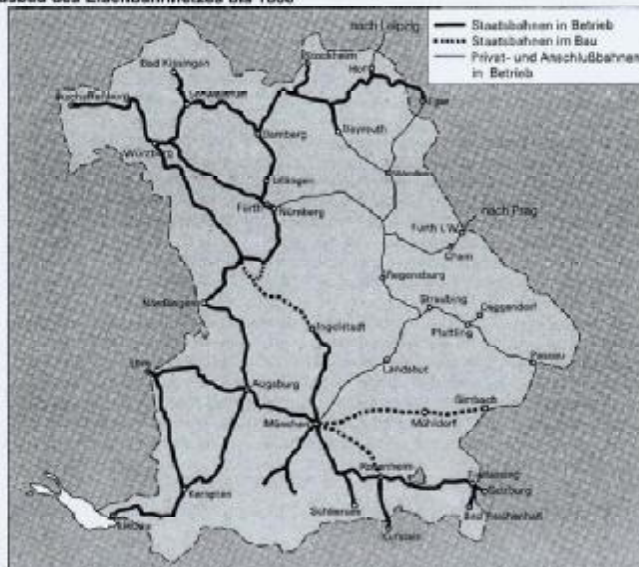 nach Leipzig
Staatsbahnen in Betrieb
Staatsbahnen im Bau
Privat- und Anschlußbahnen
in Betrieb
Stockheim
Hof
Bad Kissingen
Eger
Bamberg
Bayreuth
Würzburg
Fürth
Nürnberg
nach Prag
Furth i. W.
Cham
Regensburg
Straubing
Deggendorf
Nördlingen
Plattling
Ingolstadt
Passau
Ulm
Landshut
Augsburg
Simbach
München
Mühldorf
Rosenheim
Kempten
Salzburg
Schliersee
Bad Reichenhall
Lindau
Kufstein